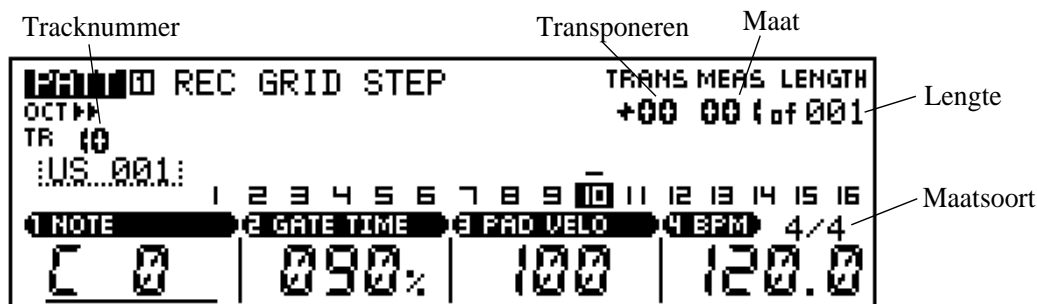 Tracknummer Transponeren Maat
PATT 1 REC GRID STEP TRANS MEAS LENGTH
OCT▶▶ +00 001 of 001 Lengte
TR 10
US 001
1 2 3 4 5 6 7 8 9 10 11 12 13 14 15 16
1 NOTE 2 GATE TIME 3 PAD VELO 4 BPM 4/4 Maatsoort
C 0 090% 100 120.0